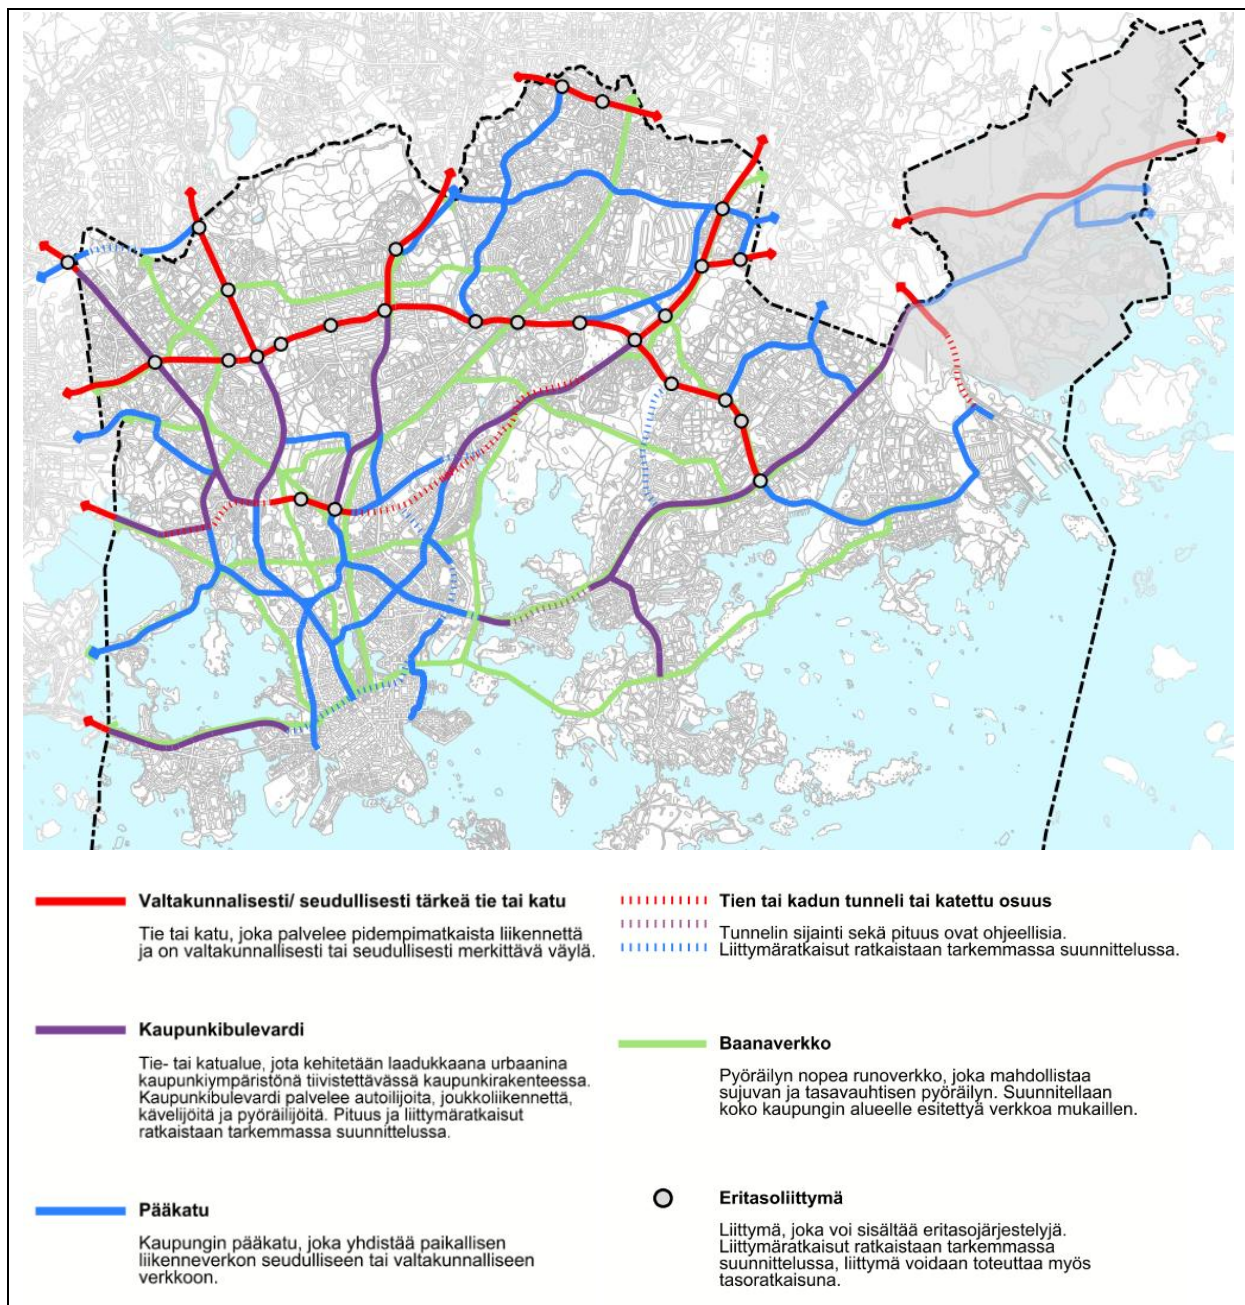 Valtakunnallisesti/ seudullisesti tärkeä tie tai katu
Tie tai katu, joka palvelee pidempimatkaista liikennettä
ja on valtakunnallisesti tai seudullisesti merkittävä väylä.
Kaupunkibulevardi
Tie- tai katualue, jota kehitetään laadukkaana urbaanina
kaupunkiympäristönä tiivistettävässä kaupunkirakenteessa.
Kaupunkibulevardi palvelee autoilijoita, joukkoliikennettä,
kävelijöitä ja pyöräilijöitä. Pituus ja liittymäratkaisut
ratkaistaan tarkemmassa suunnittelussa.
Pääkatu
Kaupungin pääkatu, joka yhdistää paikallisen
liikenneverkon seudulliseen tai valtakunnalliseen
verkkoon.
Tien tai kadun tunneli tai katettu osuus
Tunnelin sijainti sekä pituus ovat ohjeellisia.
Liittymäratkaisut ratkaistaan tarkemmassa suunnittelussa.
Baanaverkko
Pyöräilyn nopea runoverkko, joka mahdollistaa
sujuvan ja tasavauhtisen pyöräilyn. Suunnitellaan
koko kaupungin alueelle esitettyä verkkoa mukaillen.
Eritasoliittymä
Liittymä, joka voi sisältää eritasojärjestelyjä.
Liittymäratkaisut ratkaistaan tarkemmassa
suunnittelussa, liittymä voidaan toteuttaa myös
tasoratkaisuna.